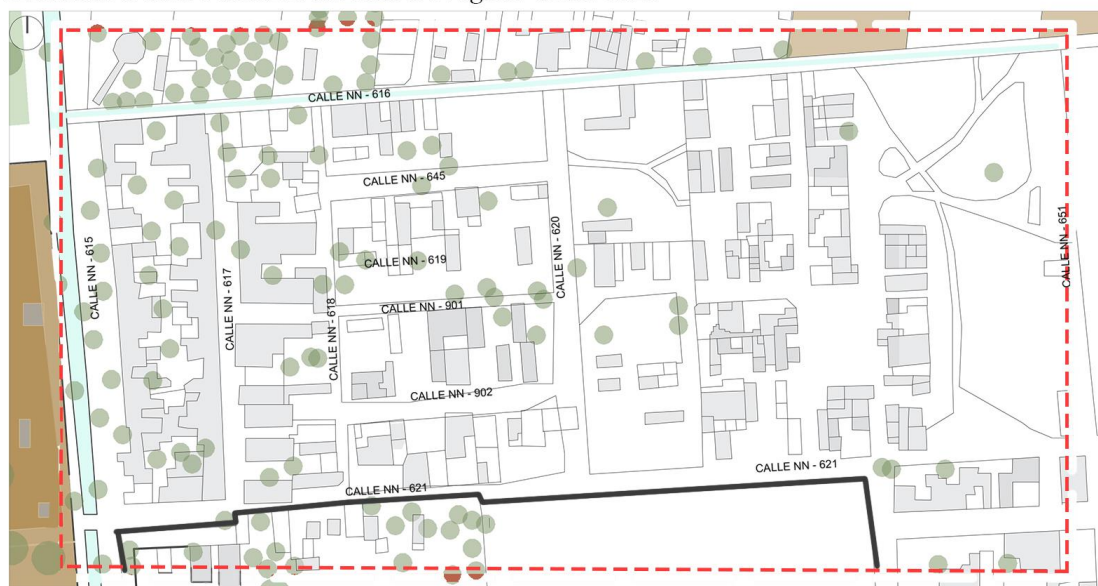 CALLE NN - 616
CALLE NN - 645
CALLE NN - 615
CALLE NN - 617
CALLE NN - 618
CALLE NN - 619
CALLE NN - 620
CALLE NN - 651
CALLE NN - 901
CALLE NN - 902
CALLE NN - 621
CALLE NN - 621